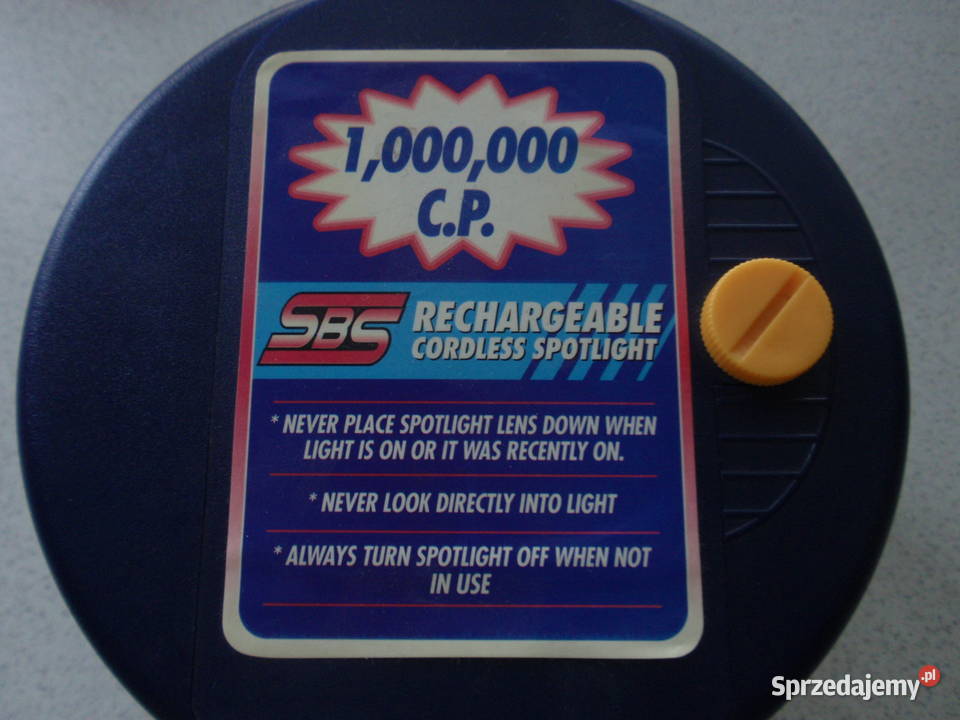 1,000,000
C.P.
SBS
RECHARGEABLE
CORDLESS SPOTLIGHT
* NEVER PLACE SPOTLIGHT LENS DOWN WHEN
LIGHT IS ON OR IT WAS RECENTLY ON.
* NEVER LOOK DIRECTLY INTO LIGHT
* ALWAYS TURN SPOTLIGHT OFF WHEN NOT
IN USE
Sprzedajemy.pl